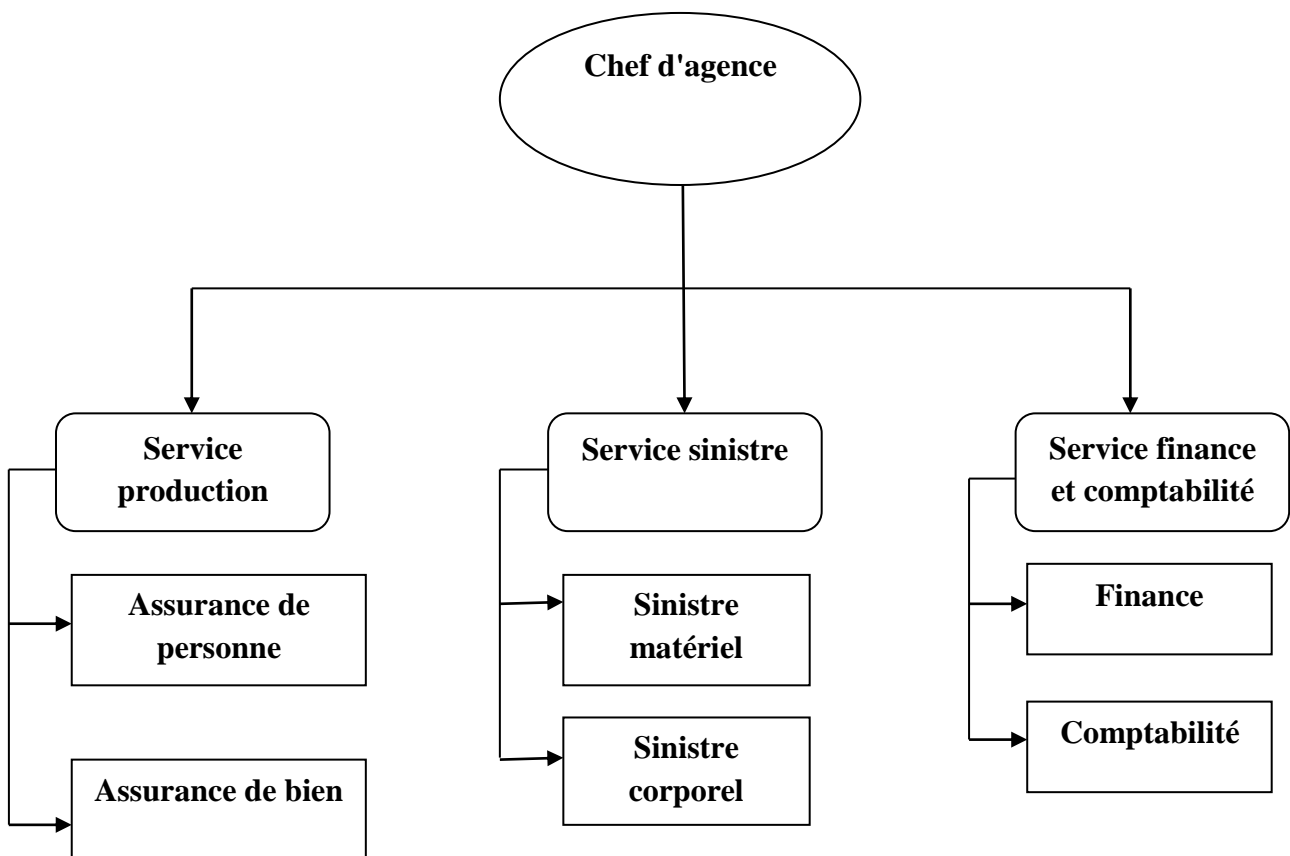 Chef d'agence
Service
production
Service sinistre
Service finance
et comptabilité
Assurance de
personne
Assurance de bien
Sinistre
matériel
Sinistre
corporel
Finance
Comptabilité